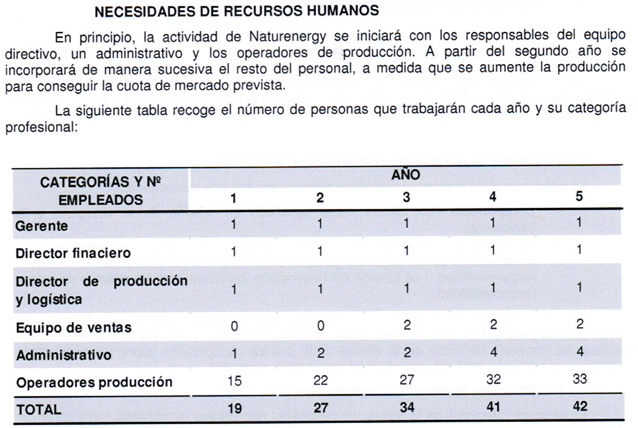 NECESIDADES DE RECURSOS HUMANOS
En principio, la actividad de Naturenergy se iniciará con los responsables del equipo
directivo, un administrativo y los operadores de producción. A partir del segundo año se
incorporará de manera sucesiva el resto del personal, a medida que se aumente la producción
para conseguir la cuota de mercado prevista.
La siguiente tabla recoge el número de personas que trabajarán cada año y su categoría
profesional:
CATEGORÍAS Y Nº EMPLEADOS AÑO
1 2 3 4 5
Gerente 1 1 1 1 1
Director finaciero 1 1 1 1 1
Director de producción
y logística 1 1 1 1 1
Equipo de ventas 0 0 2 2 2
Administrativo 1 2 2 4 4
Operadores producción 15 22 27 32 33
TOTAL 19 27 34 41 42